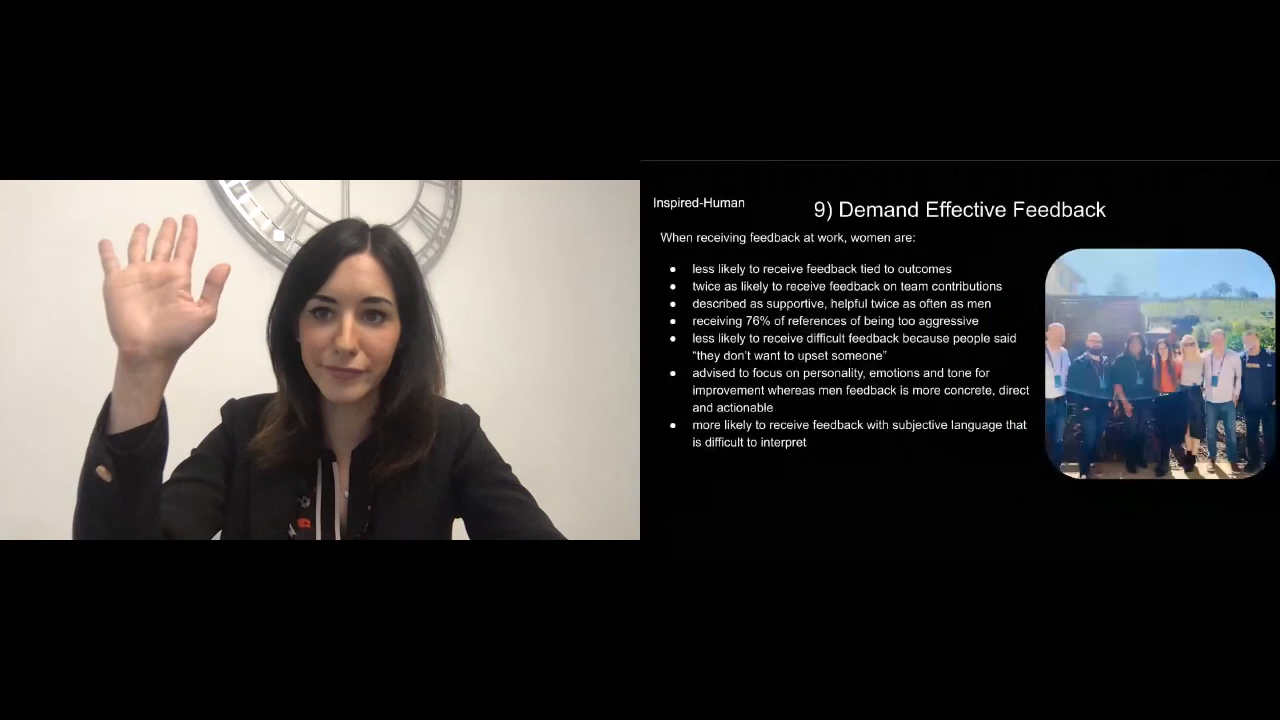 Inspired-Human
9) Demand Effective Feedback
When receiving feedback at work, women are:
● less likely to receive feedback tied to outcomes
● twice as likely to receive feedback on team contributions
● described as supportive, helpful twice as often as men
● receiving 76% of references of being too aggressive
● less likely to receive difficult feedback because people said
“they don’t want to upset someone”
● advised to focus on personality, emotions and tone for
improvement whereas men feedback is more concrete, direct
and actionable
● more likely to receive feedback with subjective language that
is difficult to interpret